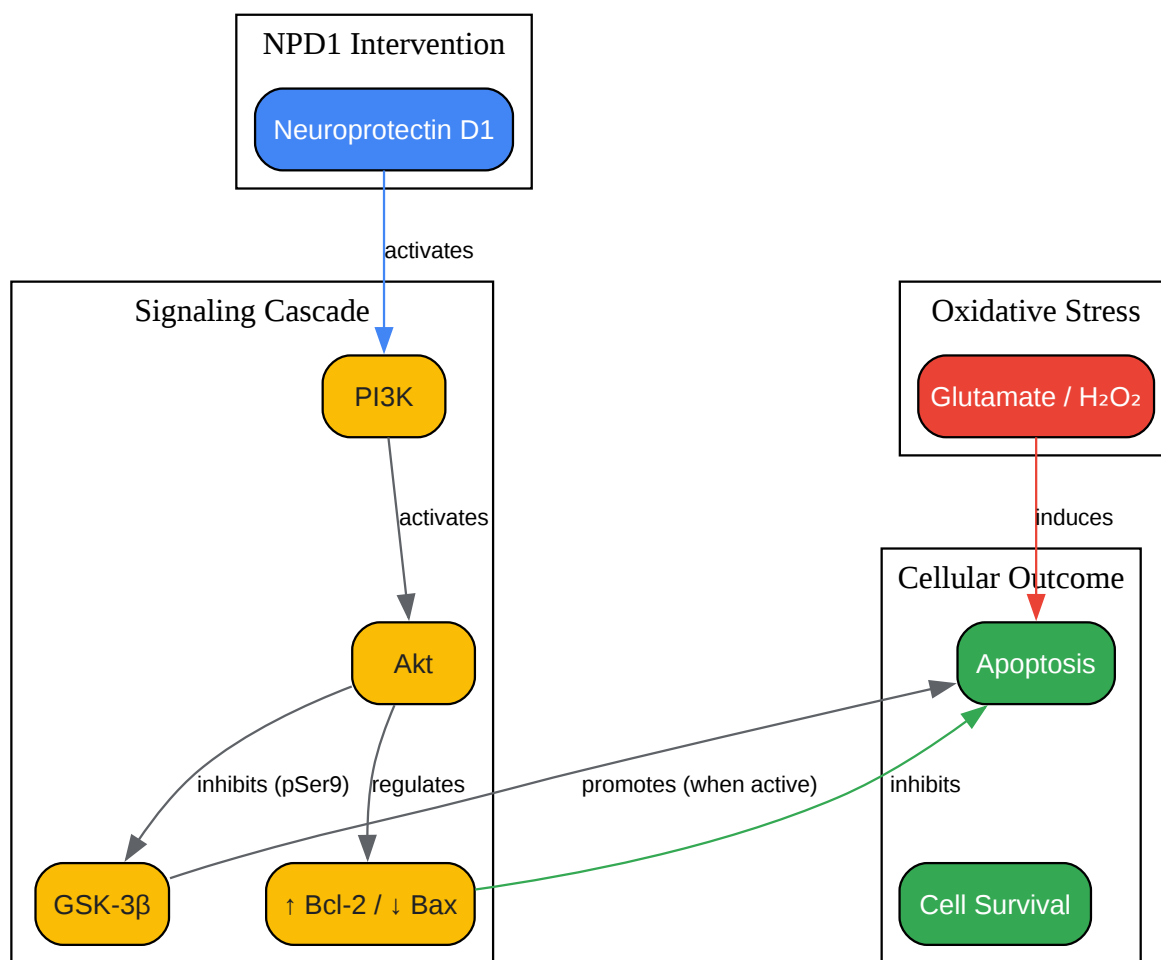 NPD1 Intervention
Neuroprotectin D1
activates
Signaling Cascade
Oxidative Stress
PI3K
Glutamate / H₂O₂
activates
induces
Cellular Outcome
Akt
Apoptosis
inhibits (pSer9)
regulates
promotes (when active)
inhibits
GSK-3β
↑ Bcl-2 / ↓ Bax
Cell Survival